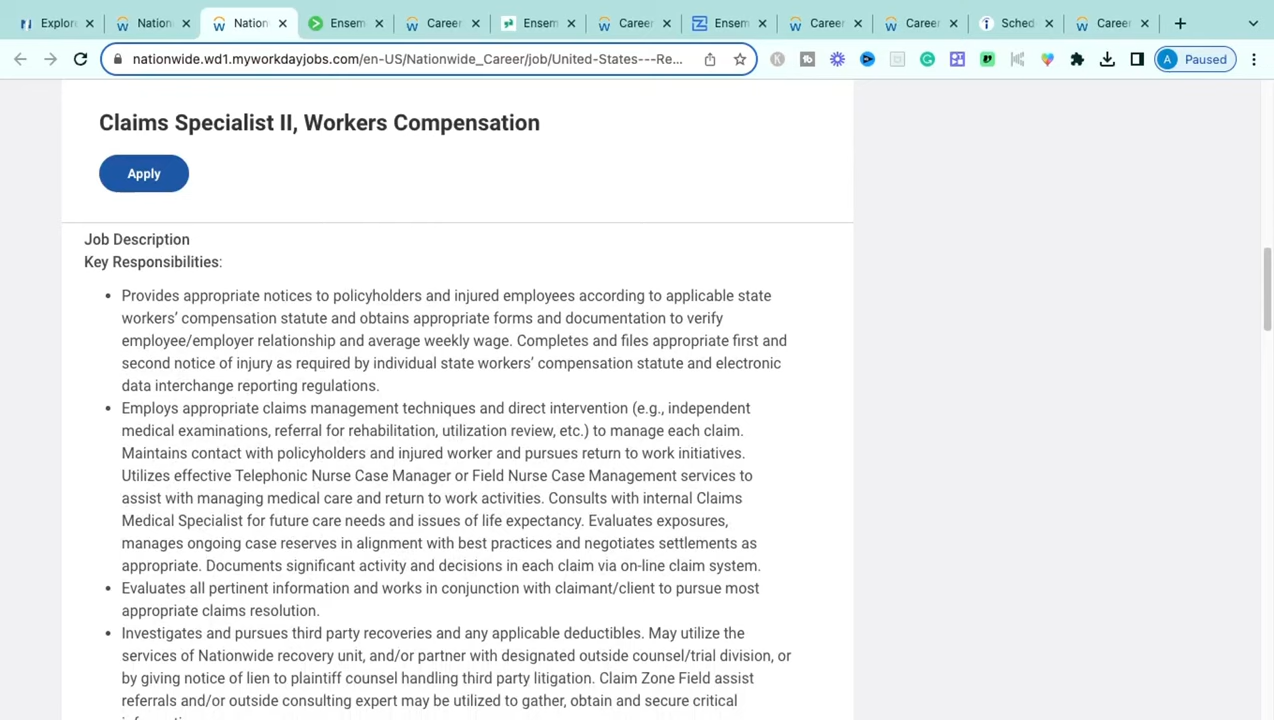 Explo
Nation
Nation
Ensem
Career
Ensem
Career
Ensem
Career
Career
Sched
Career
nationwide.wd1.myworkdayjobs.com/en-US/Nationwide_Career/job/United-States---Re...
A Paused
Claims Specialist II, Workers Compensation
Apply
Job Description
Key Responsibilities:
• Provides appropriate notices to policyholders and injured employees according to applicable state
workers’ compensation statute and obtains appropriate forms and documentation to verify
employee/employer relationship and average weekly wage. Completes and files appropriate first and
second notice of injury as required by individual state workers’ compensation statute and electronic
data interchange reporting regulations.
• Employs appropriate claims management techniques and direct intervention (e.g., independent
medical examinations, referral for rehabilitation, utilization review, etc.) to manage each claim.
Maintains contact with policyholders and injured worker and pursues return to work initiatives.
Utilizes effective Telephonic Nurse Case Manager or Field Nurse Case Management services to
assist with managing medical care and return to work activities. Consults with internal Claims
Medical Specialist for future care needs and issues of life expectancy. Evaluates exposures,
manages ongoing case reserves in alignment with best practices and negotiates settlements as
appropriate. Documents significant activity and decisions in each claim via on-line claim system.
• Evaluates all pertinent information and works in conjunction with claimant/client to pursue most
appropriate claims resolution.
• Investigates and pursues third party recoveries and any applicable deductibles. May utilize the
services of Nationwide recovery unit, and/or partner with designated outside counsel/trial division, or
by giving notice of lien to plaintiff counsel handling third party litigation. Claim Zone Field assist
referrals and/or outside consulting expert may be utilized to gather, obtain and secure critical